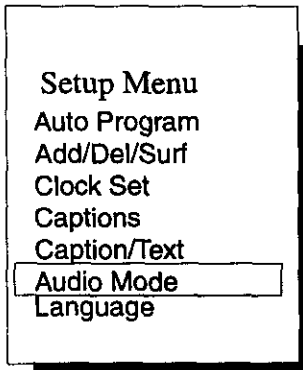 Setup Menu
Auto Program
Add/Del/Surf
Clock Set
Captions
Caption/Text
Audio Mode
Language